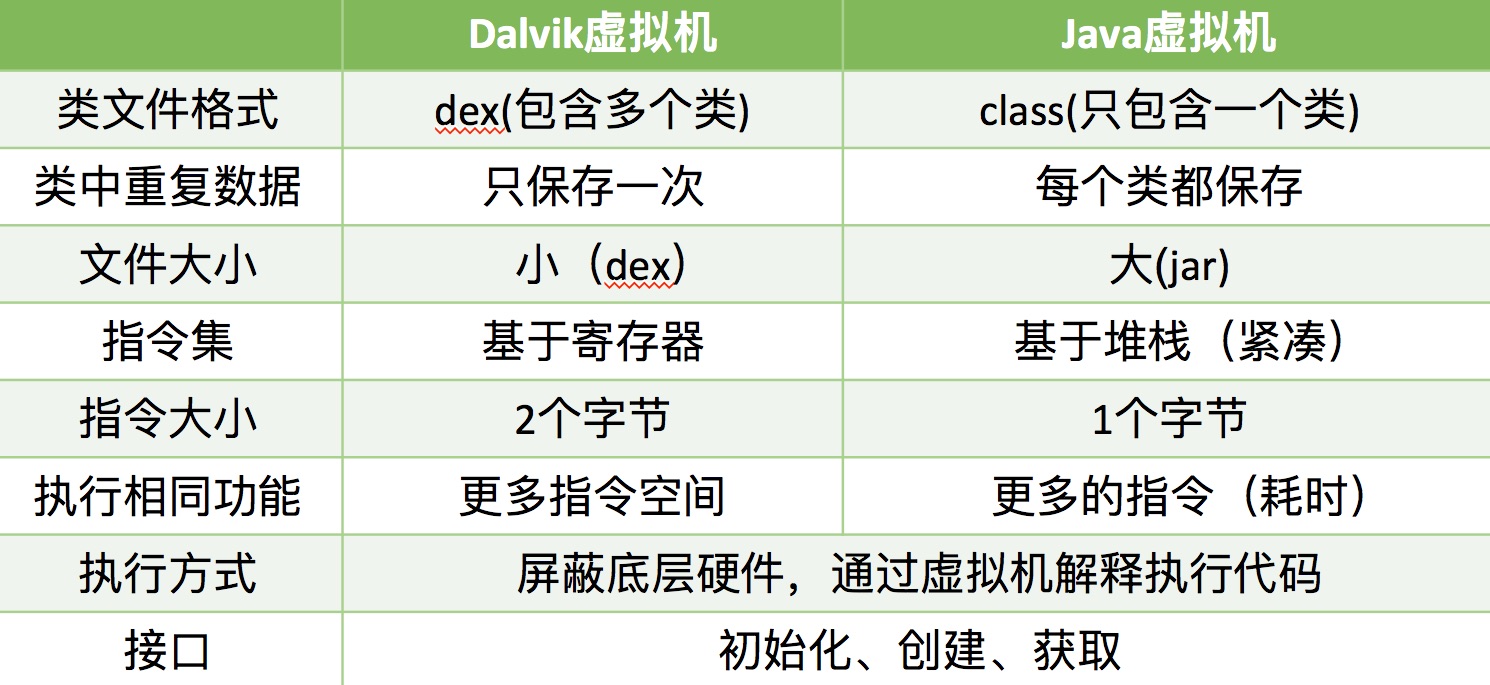 Dalvik虚拟机 Java虚拟机
类文件格式 dex(包含多个类) class(只包含一个类)
类中重复数据 只保存一次 每个类都保存
文件大小 小（dex） 大(jar)
指令集 基于寄存器 基于堆栈（紧凑）
指令大小 2个字节 1个字节
执行相同功能 更多指令空间 更多的指令（耗时）
执行方式 屏蔽底层硬件，通过虚拟机解释执行代码
接口 初始化、创建、获取